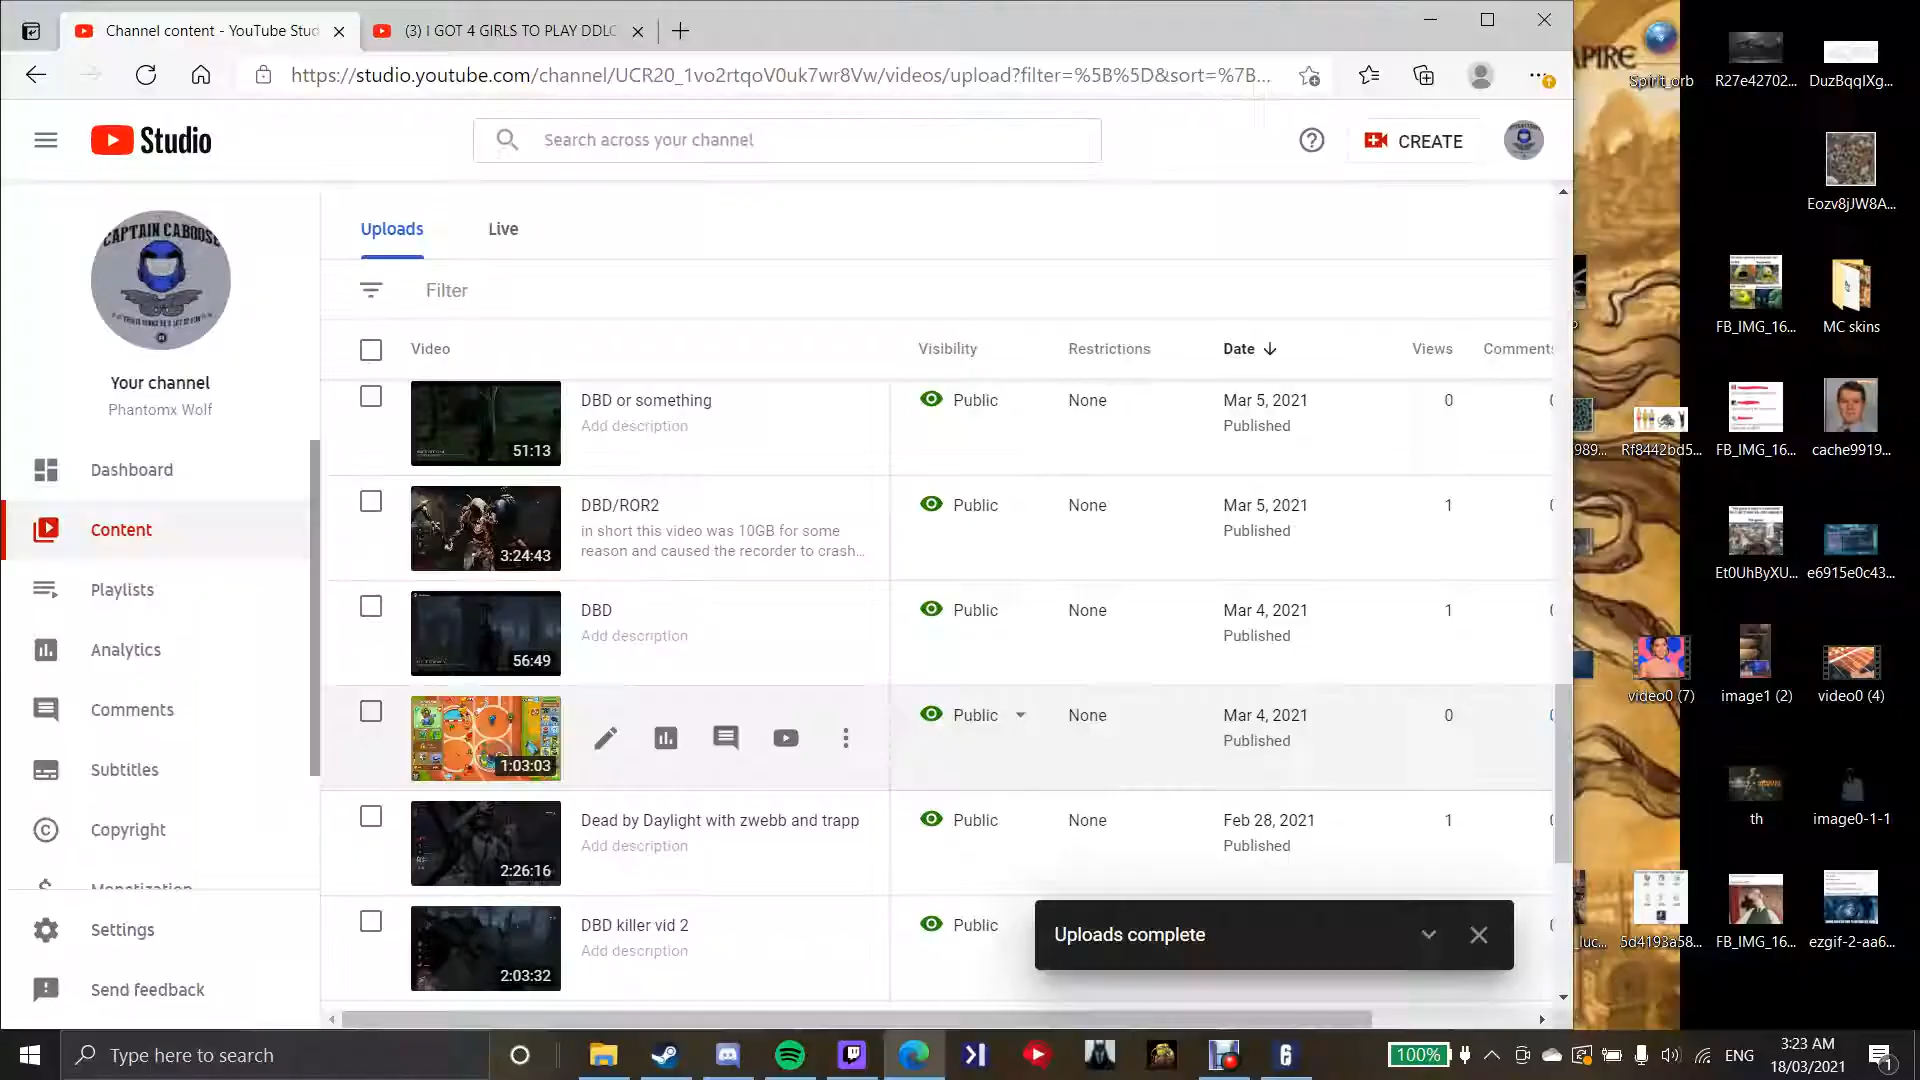 Channel content - YouTube Stud
(3) I GOT 4 GIRLS TO PLAY DDLC
https://studio.youtube.com/channel/UCR20_1vo2rtqoV0uk7wr8Vw/videos/upload?filter=%5B%5D&sort=%7B...
Studio
Search across your channel
CREATE
CAPTAIN CABOOSE
Your channel
Phantomx Wolf
Dashboard
Content
Playlists
Analytics
Comments
Subtitles
Copyright
Monetization
Settings
Send feedback
Uploads
Live
Filter
Video
Visibility
Restrictions
Date
Views
Comments
51:13
DBD or something
Add description
Public
None
Mar 5, 2021
Published
0
3:24:43
DBD/ROR2
in short this video was 10GB for some
reason and caused the recorder to crash...
Public
None
Mar 5, 2021
Published
1
56:49
DBD
Add description
Public
None
Mar 4, 2021
Published
1
1:03:03
Public
None
Mar 4, 2021
Published
0
2:26:16
Dead by Daylight with zwebb and trapp
Add description
Public
None
Feb 28, 2021
Published
1
2:03:32
DBD killer vid 2
Add description
Public
Uploads complete
Spirit_orb
R27e42702...
DuzBqqIXg...
Eozv8jJW8A...
FB_IMG_16...
MC skins
989...
Rf8442bd5...
FB_IMG_16...
cache9919...
Et0UhByXU...
e6915e0c43...
video0 (7)
image1 (2)
video0 (4)
th
image0-1-1
_luc...
5d4193a58...
FB_IMG_16...
ezgif-2-aa6...
Type here to search
100%
ENG
3:23 AM
18/03/2021
1